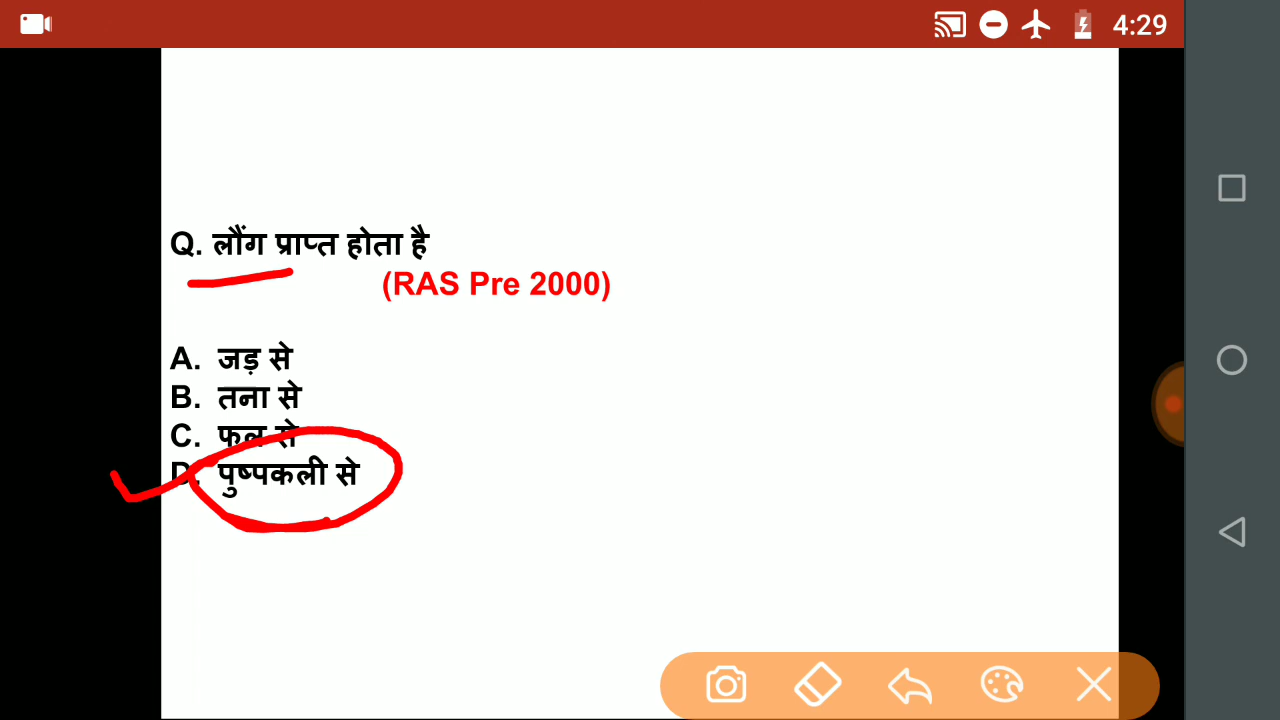 4:29
Q. लौंग प्राप्त होता है
(RAS Pre 2000)
A. जड़ से
B. तना से
C. फल से
D. पुष्पकली से